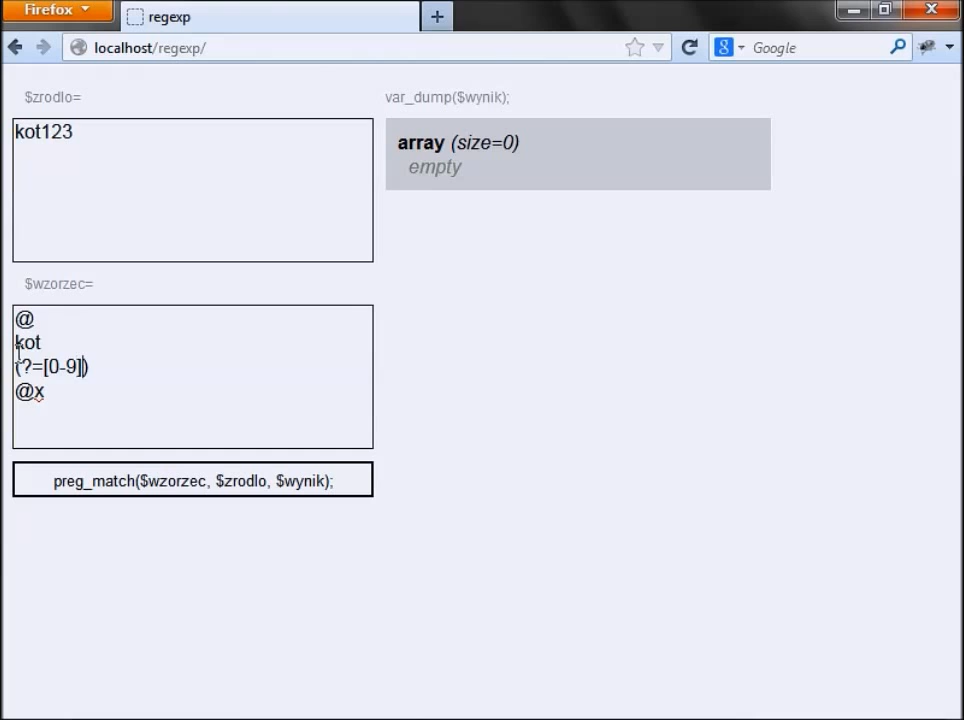 Firefox
regexp
localhost/regexp/
Google
$zrodlo=
var_dump($wynik);
kot123
array (size=0)
empty
$wzorzec=
@
kot
(?=[0-9])
@x
preg_match($wzorzec, $zrodlo, $wynik);